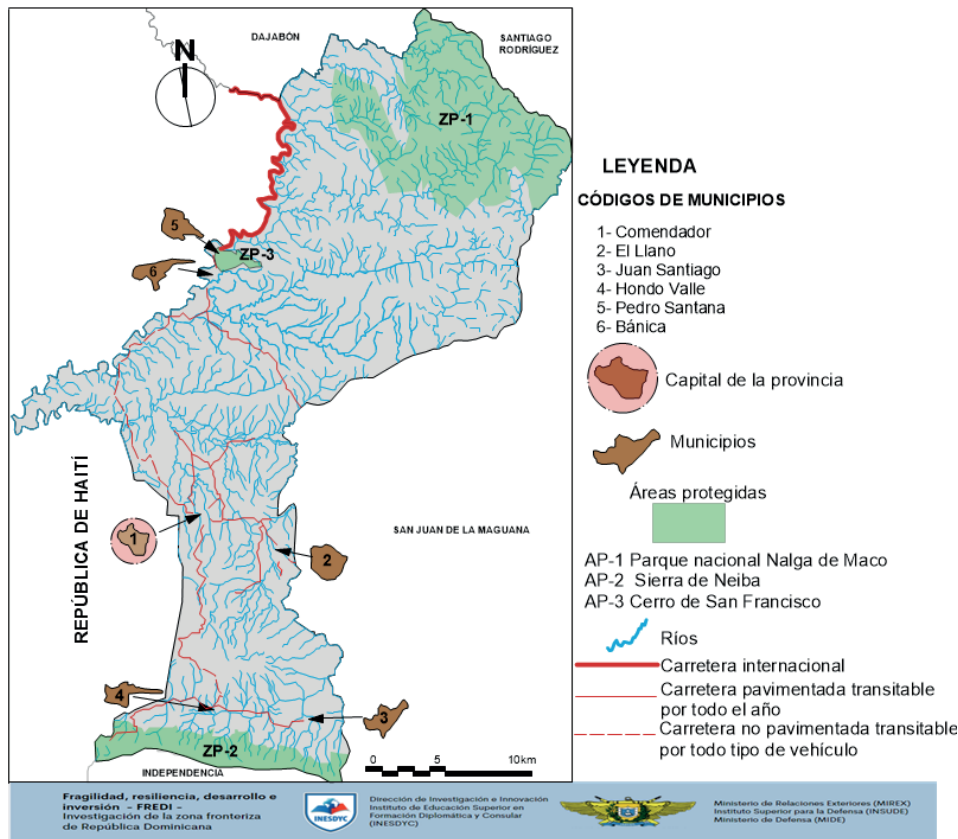 DAJABÓN
SANTIAGO
RODRÍGUEZ
N
ZP-1
5
ZP-3
6
REPÚBLICA DE HAITÍ
SAN JUAN DE LA MAGUANA
1
2
4
3
ZP-2
INDEPENDENCIA
0
5
10km
LEYENDA
CÓDIGOS DE MUNICIPIOS
1- Comendador
2- El Llano
3- Juan Santiago
4- Hondo Valle
5- Pedro Santana
6- Bánica
Capital de la provincia
Municipios
Áreas protegidas
AP-1 Parque nacional Nalga de Maco
AP-2 Sierra de Neiba
AP-3 Cerro de San Francisco
Ríos
Carretera internacional
Carretera pavimentada transitable
por todo el año
Carretera no pavimentada transitable
por todo tipo de vehículo
Fragilidad, resiliencia, desarrollo e
inversión - FREDI -
Investigación de la zona fronteriza
de República Dominicana
INESDYC
Dirección de Investigación e Innovación
Instituto de Educación Superior en
Formación Diplomática y Consular
(INESDYC)
Ministerio de Relaciones Exteriores (MIREX)
Instituto Superior para la Defensa (INSUDE)
Ministerio de Defensa (MIDE)